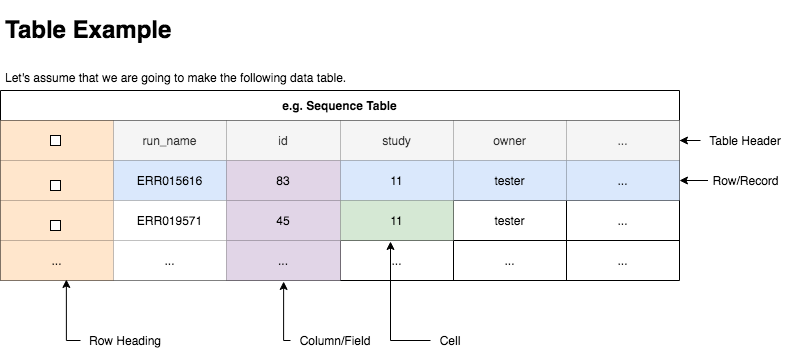 Table Example
Let's assume that we are going to make the following data table.
e.g. Sequence Table
run_name id study owner ... Table Header
ERR015616 83 11 tester ... Row/Record
ERR019571 45 11 tester ...
... ... ... ... ... ...
Row Heading Column/Field Cell